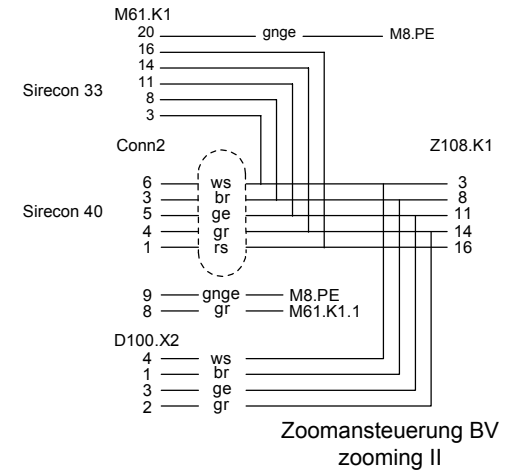 M61.K1
20 gnge M8.PE
16
14
Sirecon 33 11
8
3
Conn2 Z108.K1
6 ws 3
3 br 8
Sirecon 40 5 ge 11
4 gr 14
1 rs 16
9 gnge M8.PE
8 gr M61.K1.1
D100.X2
4 ws
1 br
3 ge
2 gr
Zoomansteuerung BV
zooming II